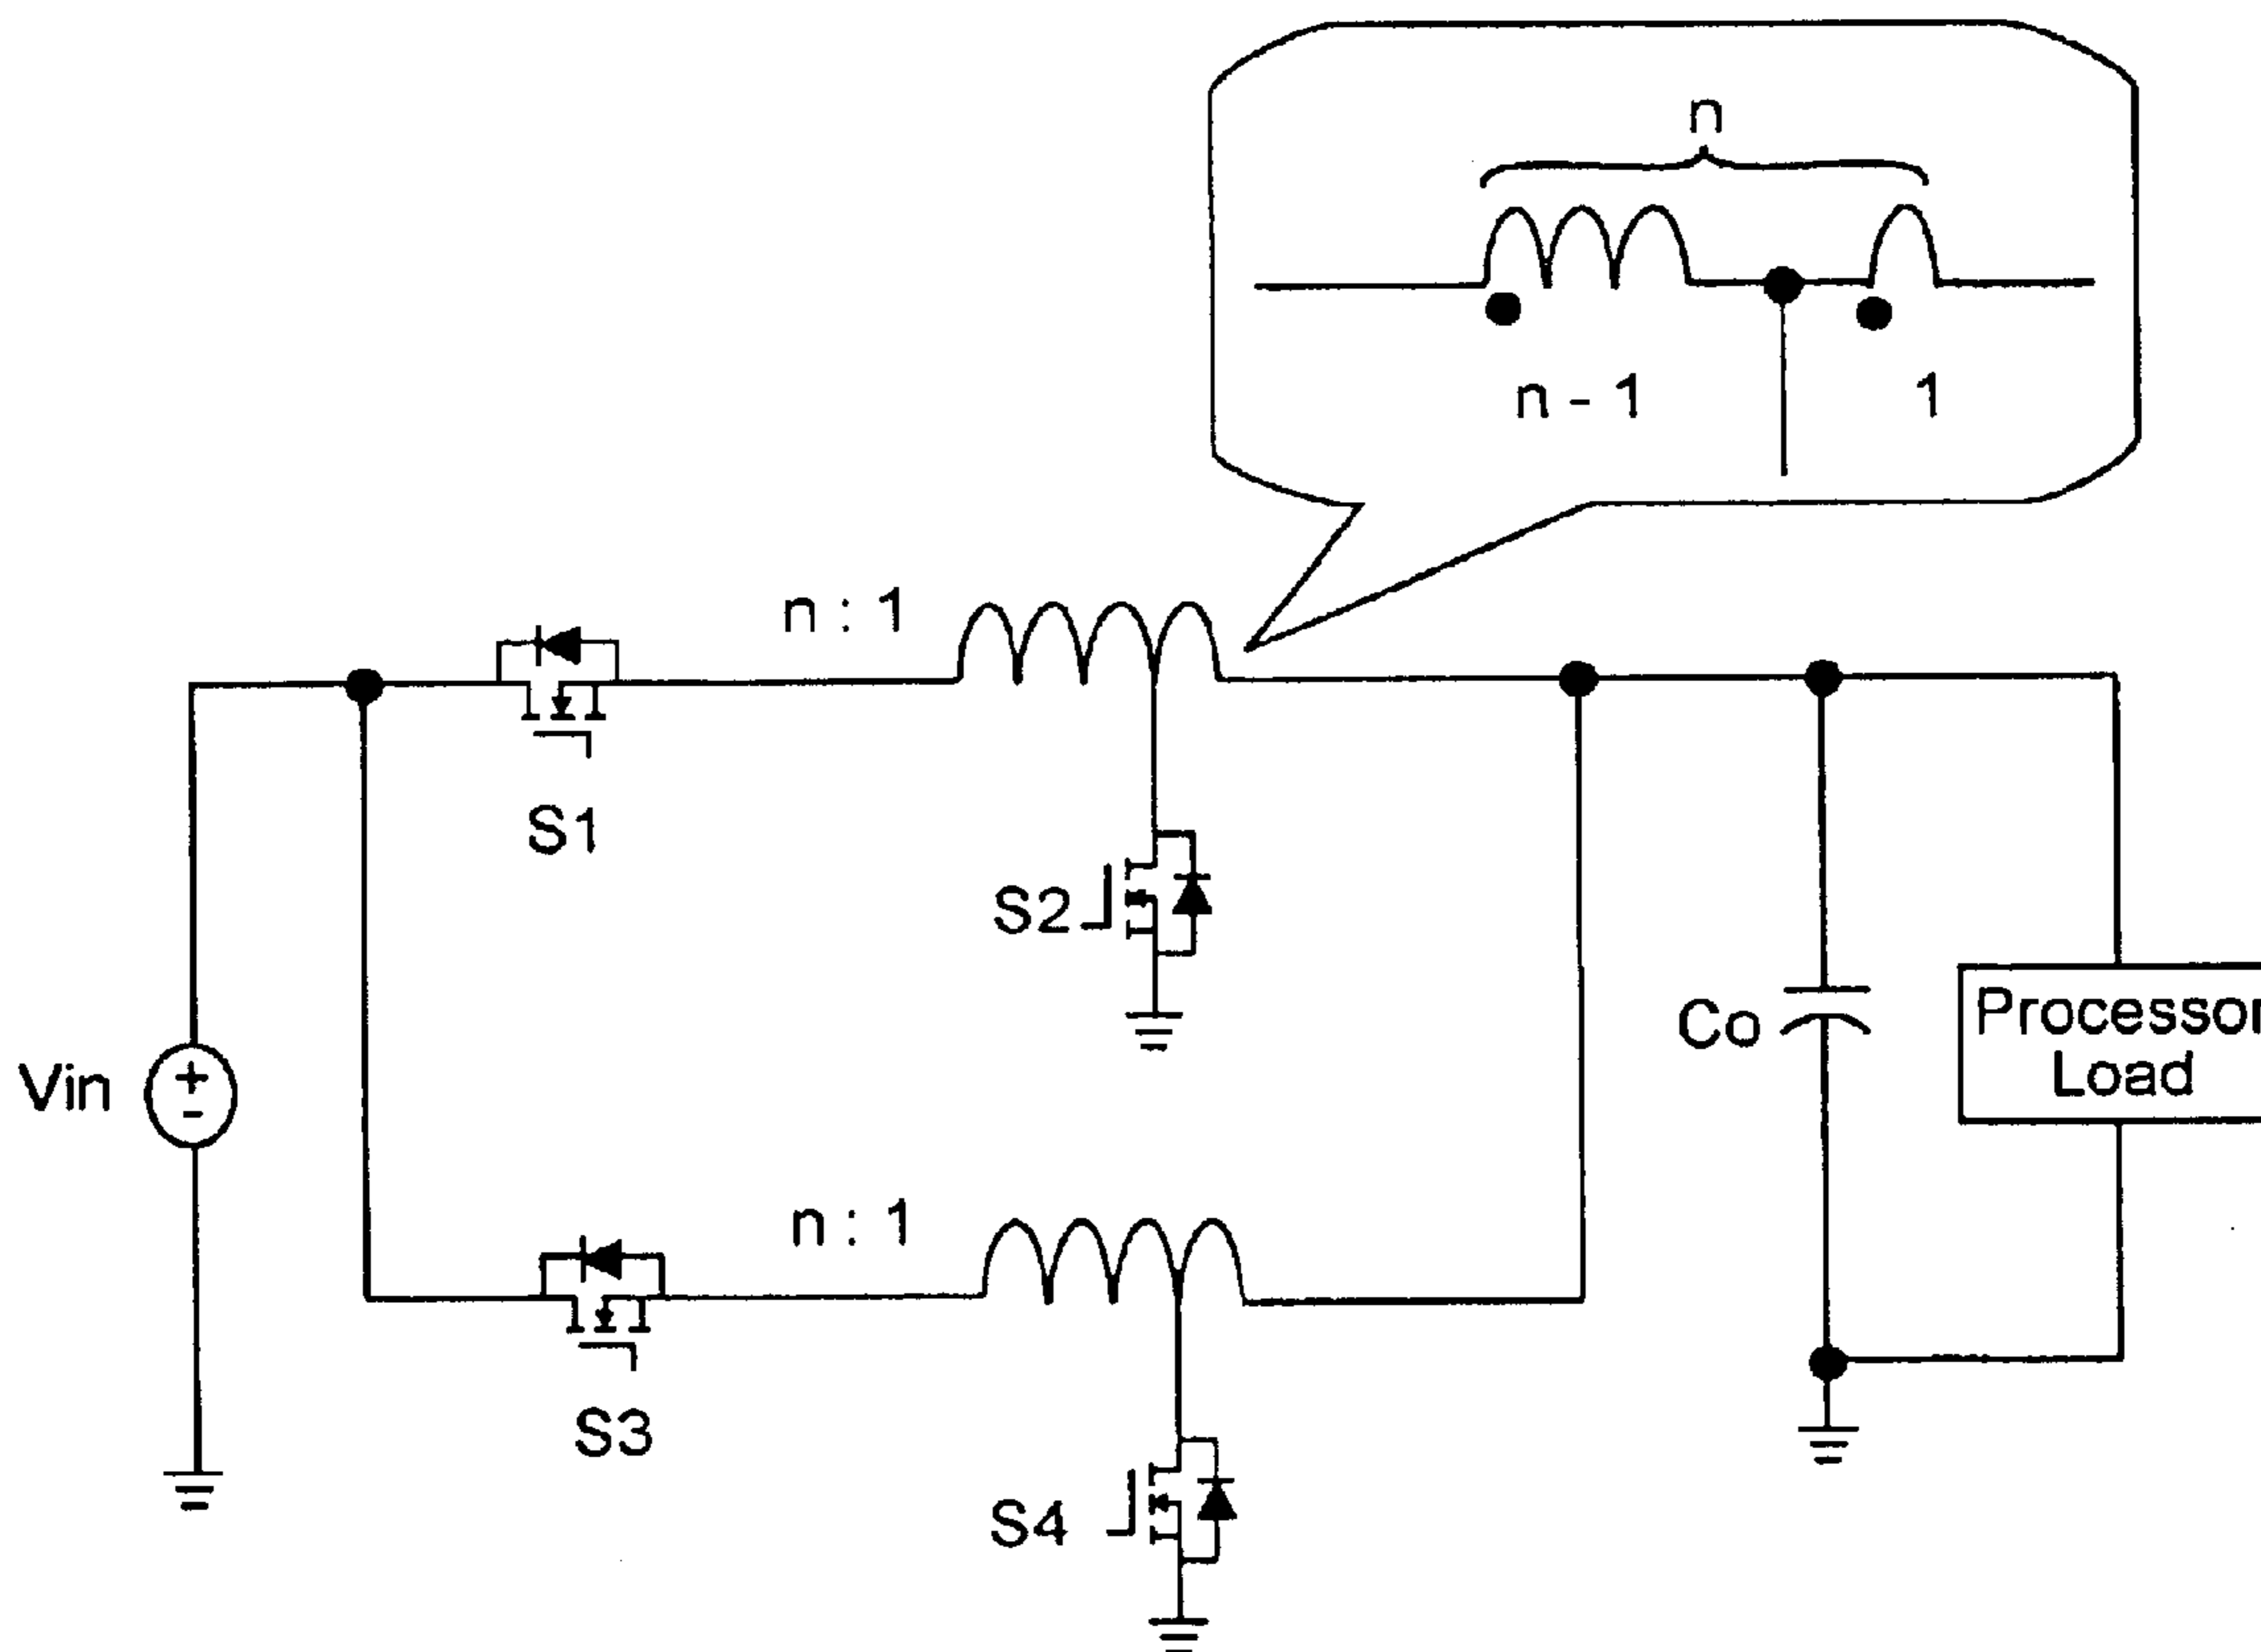 n
n - 1
1
n : 1
S1
S2
Co
Processor
Load
Vin
+
-
n : 1
S3
S4